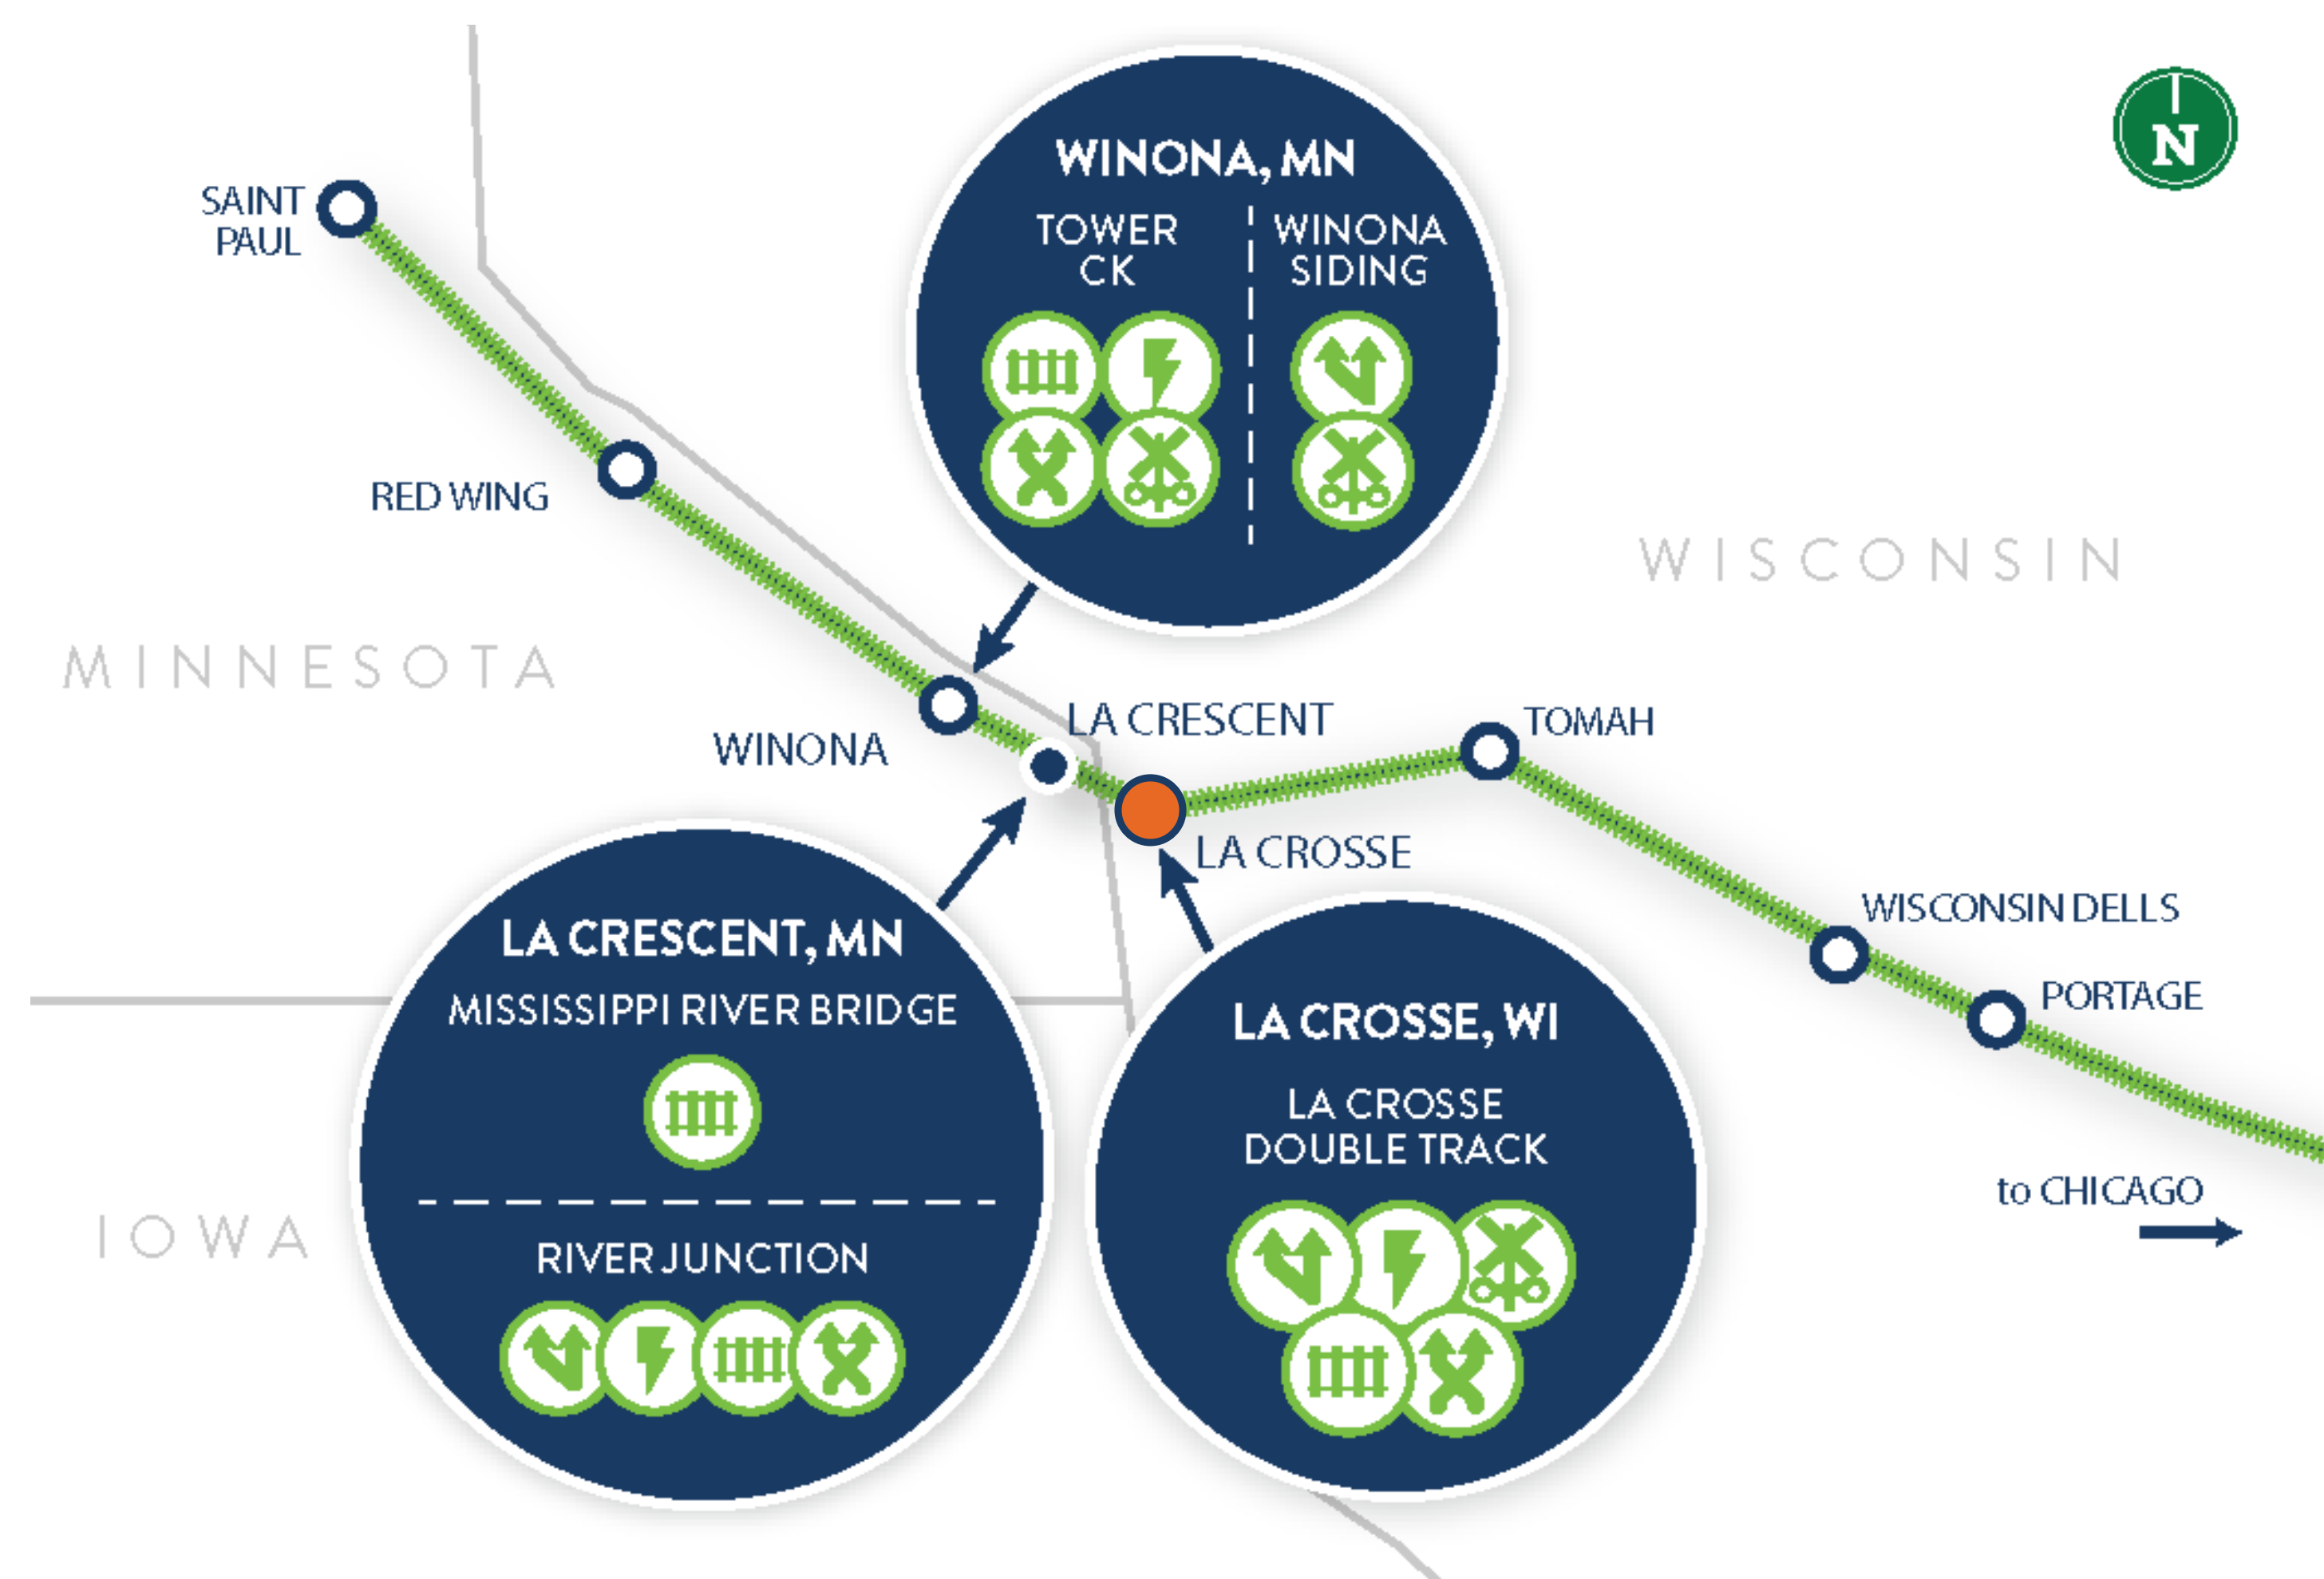 N
WINONA, MN
TOWER
CK
WINONA
SIDING
SAINT
PAUL
RED WING
WISCONSIN
MINNESOTA
LA CRESCENT
TOMAH
WINONA
LA CROSSE
WISCONSIN DELLS
PORTAGE
LA CRESCENT, MN
MISSISSIPPI RIVER BRIDGE
RIVER JUNCTION
LA CROSSE, WI
LA CROSSE
DOUBLE TRACK
to CHICAGO
IOWA